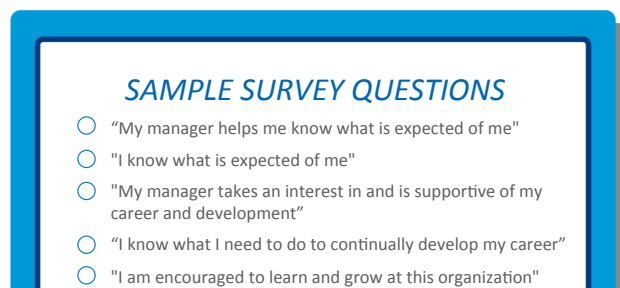 SAMPLE SURVEY QUESTIONS
“My manager helps me know what is expected of me"
"I know what is expected of me"
"My manager takes an interest in and is supportive of my
career and development”
“I know what I need to do to continually develop my career”
"I am encouraged to learn and grow at this organization"